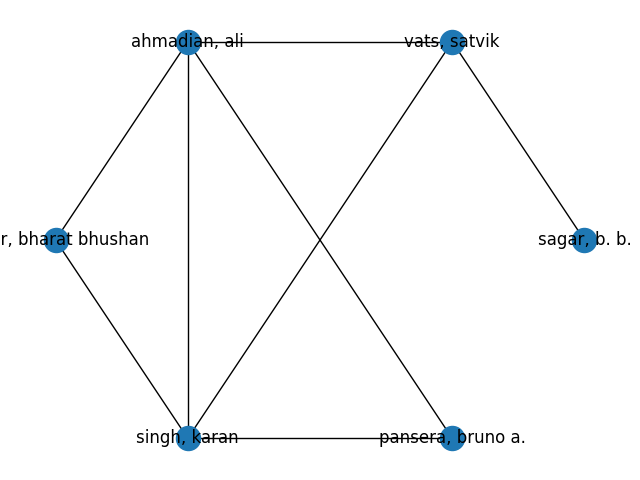 ahmadian, ali
vats, satvik
r, bharat bhushan
sagar, b. b.
singh, karan
pansera, bruno a.